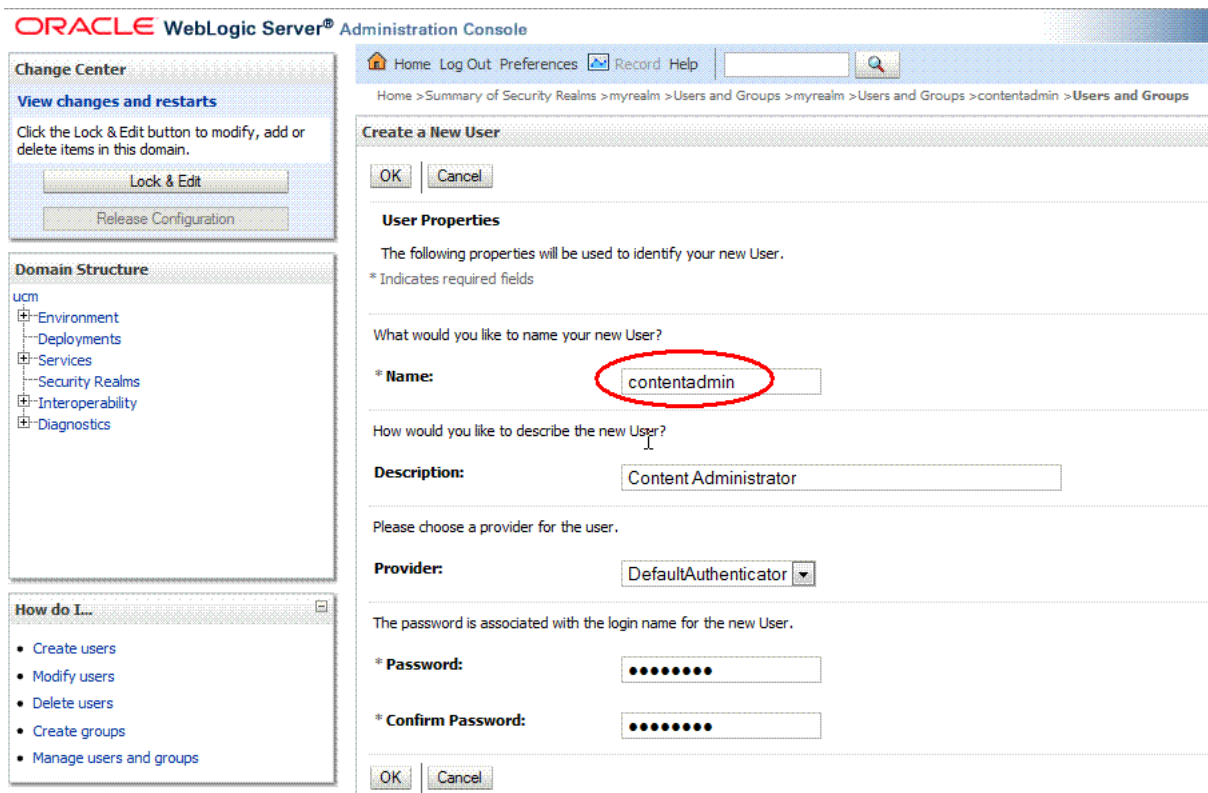 ORACLE WebLogic Server® Administration Console
Change Center
View changes and restarts
Click the Lock & Edit button to modify, add or
delete items in this domain.
Lock & Edit
Release Configuration
Domain Structure
ucm
Environment
Deployments
Services
Security Realms
Interoperability
Diagnostics
How do I...
Create users
Modify users
Delete users
Create groups
Manage users and groups
Home Log Out Preferences Record Help
Home >Summary of Security Realms >myrealm >Users and Groups >myrealm >Users and Groups >contentadmin >Users and Groups
Create a New User
OK Cancel
User Properties
The following properties will be used to identify your new User.
* Indicates required fields
What would you like to name your new User?
* Name: contentadmin
How would you like to describe the new User?
Description: Content Administrator
Please choose a provider for the user.
Provider: DefaultAuthenticator
The password is associated with the login name for the new User.
* Password: ●●●●●●●●
* Confirm Password: ●●●●●●●●
OK Cancel